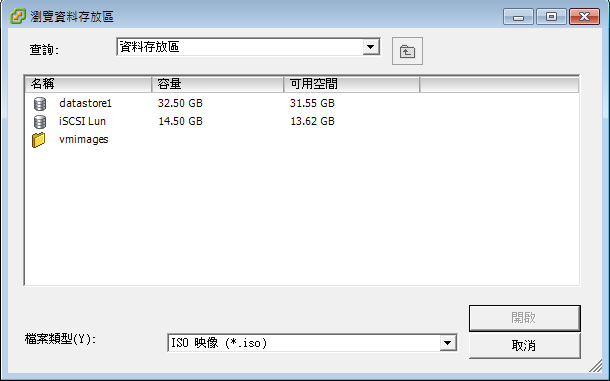 瀏覽資料存放區
查詢: 資料存放區
名稱 容量 可用空間
datastore1 32.50 GB 31.55 GB
iSCSI Lun 14.50 GB 13.62 GB
vmimages
開啟
檔案類型(Y): ISO 映像 (*.iso)
取消